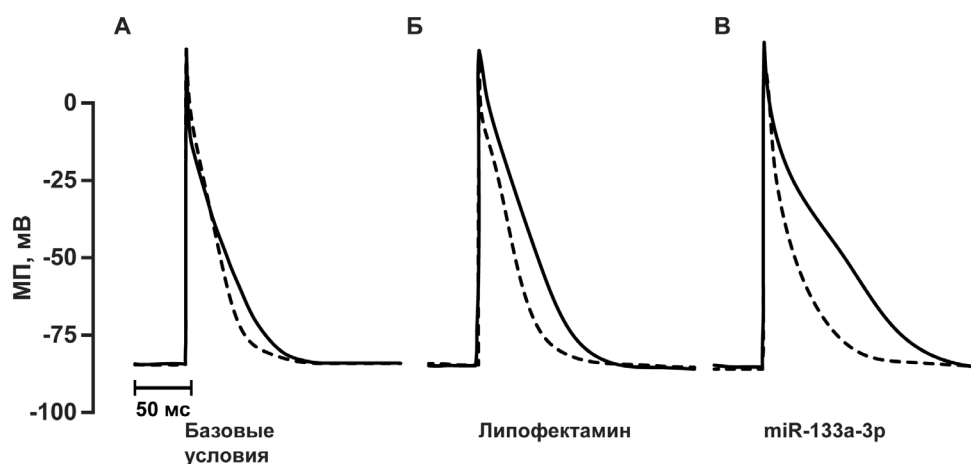 А
Б
В
0
-25
-50
-75
-100
МП, мВ
50 мс
Базовые
условия
Липофектамин
miR-133a-3p